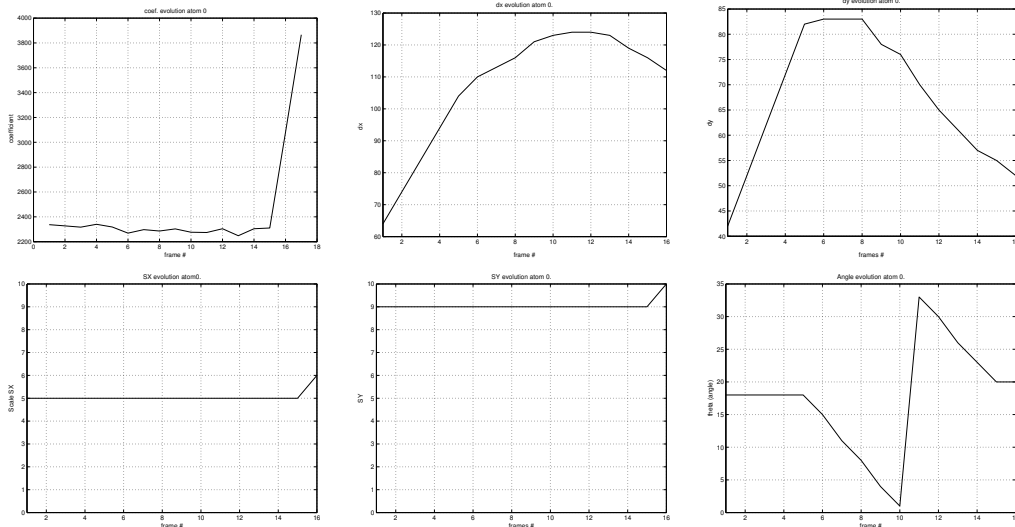 coef. evolution atom 0
4000
3800
3600
3400
3200
3000
2800
2600
2400
2200
coefficient
0 2 4 6 8 10 12 14 16 18
frame #
dx evolution atom 0.
130
120
110
100
90
80
70
60
dx
2 4 6 8 10 12 14 16
frame #
dy evolution atom 0.
85
80
75
70
65
60
55
50
45
40
dy
2 4 6 8 10 12 14 16
frames #
SX evolution atom0.
10
9
8
7
6
5
4
3
2
1
0
Scale SX
2 4 6 8 10 12 14 16
frame #
SY evolution atom 0.
10
9
8
7
6
5
4
3
2
1
0
SY
2 4 6 8 10 12 14 16
frames #
Angle evolution atom 0.
35
30
25
20
15
10
5
0
theta (angle)
2 4 6 8 10 12 14 16
frame #